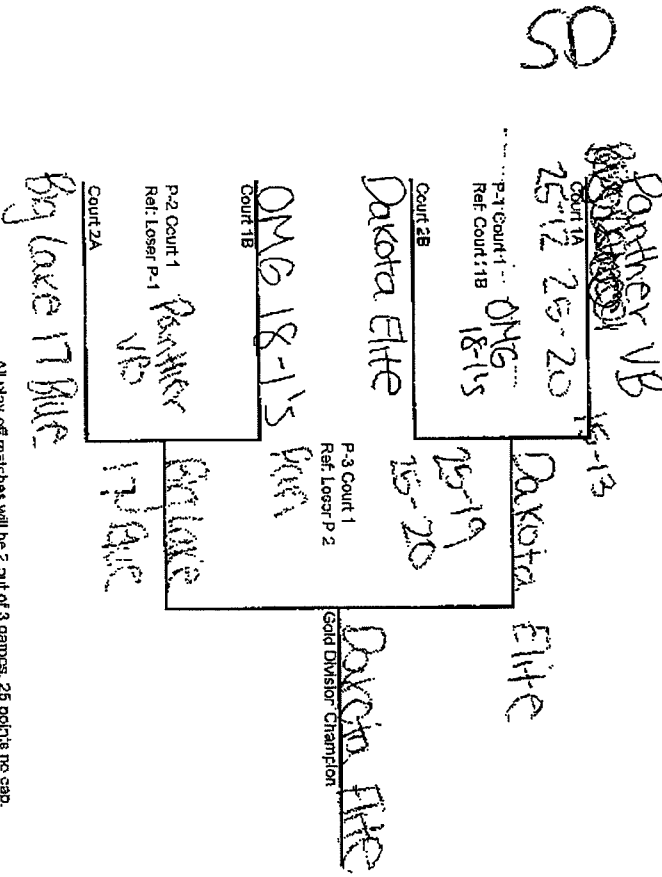 SD
Panther VB
Court 1A
25-12 25-20 15-13
P-1 Court 1 OMG
Ref: Court 1B 18-1's
Court 2B
Dakota Elite
Dakota Elite
25-19
25-20
P-3 Court 1
Ref: Loser P 2
Dakota Elite
Gold Division Champion
OMG 18-1's
Court 1B
P-2 Court 1 Panther
Ref: Loser P-1 VB
Court 2A
Big Lake 17 Blue
Big Lake
17 Blue
All play off matches will be 2 out of 3 games, 25 points no cap.